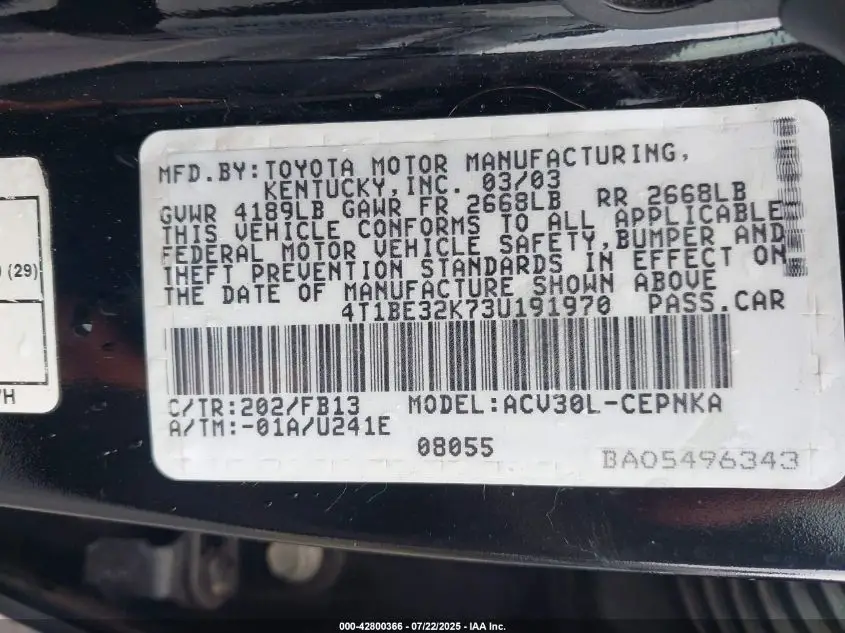 MFD.BY:TOYOTA MOTOR MANUFACTURING,
KENTUCKY,INC. 03/03
GVWR 4189LB GAWR FR 2668LB RR 2668LB
THIS VEHICLE CONFORMS TO ALL APPLICABLE
FEDERAL MOTOR VEHICLE SAFETY,BUMPER AND
THEFT PREVENTION STANDARDS IN EFFECT ON
THE DATE OF MANUFACTURE SHOWN ABOVE
4T1BE32K73U191970 PASS.CAR
C/TR:202/FB13 MODEL:ACV30L-CEPNKA
A/TM:-01A/U241E
08055
BA05496343
(29)
000-42800366 - 07/22/2025 - IAA Inc.